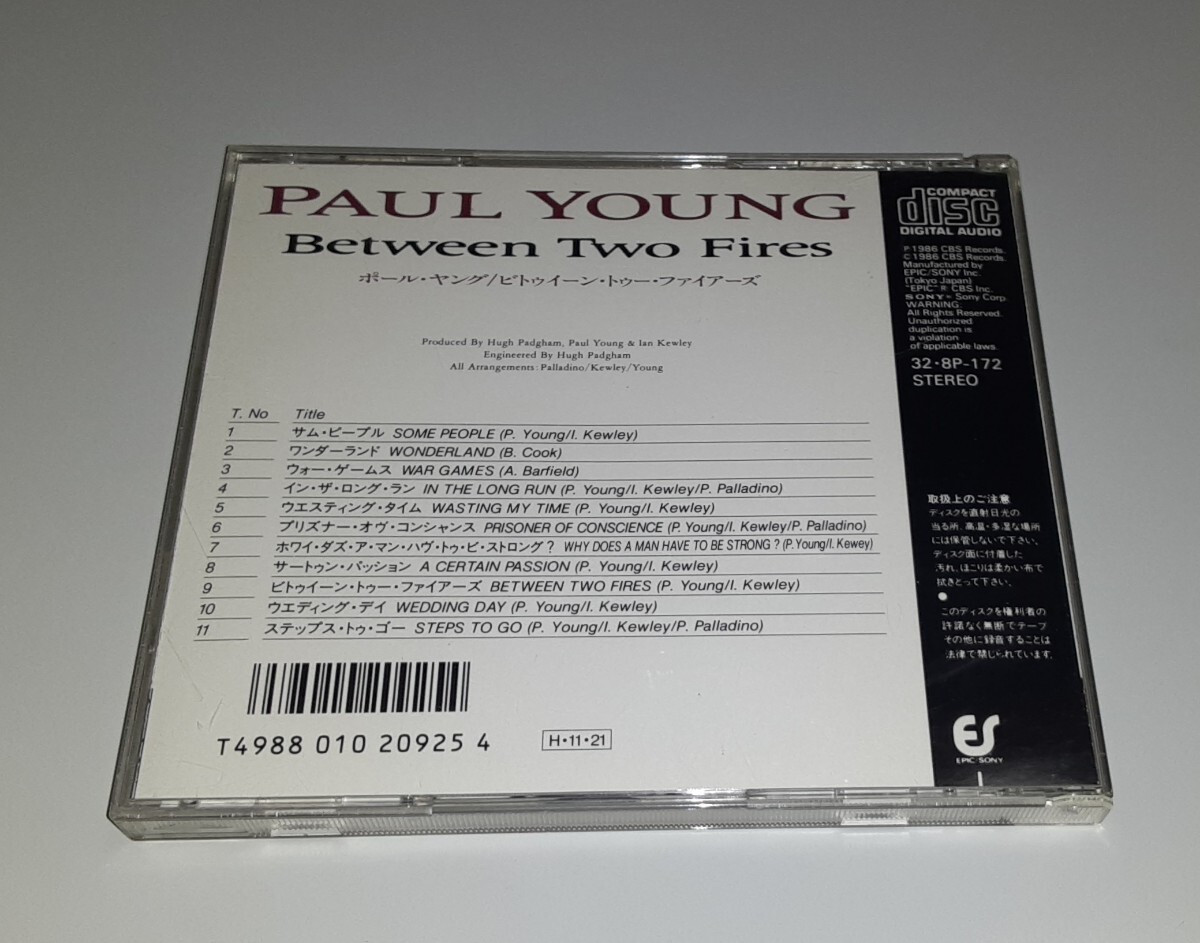 PAUL YOUNG
Between Two Fires
ポール・ヤング/ビトゥイーン・トゥー・ファイアーズ
Produced By Hugh Padgham, Paul Young & Ian Kewley
Engineered By Hugh Padgham
All Arrangements: Palladino/Kewley/Young
T. No Title
1 サム・ピープル SOME PEOPLE (P. Young/I. Kewley)
2 ワンダーランド WONDERLAND (B. Cook)
3 ウォー・ゲームス WAR GAMES (A. Barfield)
4 イン・ザ・ロング・ラン IN THE LONG RUN (P. Young/I. Kewley/P. Palladino)
5 ウエスティング・タイム WASTING MY TIME (P. Young/I. Kewley)
6 プリズナー・オヴ・コンシャンス PRISONER OF CONSCIENCE (P. Young/I. Kewley/P. Palladino)
7 ホワイ・ダズ・ア・マン・ハヴ・トゥ・ビ・ストロング? WHY DOES A MAN HAVE TO BE STRONG? (P. Young/I. Kewey)
8 サートゥン・パッション A CERTAIN PASSION (P. Young/I. Kewley)
9 ビトゥイーン・トゥー・ファイアーズ BETWEEN TWO FIRES (P. Young/I. Kewley)
10 ウエディング・デイ WEDDING DAY (P. Young/I. Kewley)
11 ステップス・トゥ・ゴー STEPS TO GO (P. Young/I. Kewley/P. Palladino)
T4988 010 20925 4
H・11・21
COMPACT
disc
DIGITAL AUDIO
P 1986 CBS Records.
C 1986 CBS Records.
Manufactured by
EPIC/SONY Inc.
(Tokyo Japan)
"EPIC" R: CBS Inc.
SONY R Sony Corp.
WARNING:
All Rights Reserved.
Unauthorized
duplication is
a violation
of applicable laws.
32・8P-172
STEREO
取扱上のご注意
ディスクを直射日光の
当る所、高温・多湿な場所
には保管しないで下さい。
ディスク面に付着した
汚れ、ほこりは柔かい布で
拭きとって下さい。
●
このディスクを権利者の
許諾なく無断でテープ
その他に録音することは
法律で禁じられています。
ES
EPIC/SONY